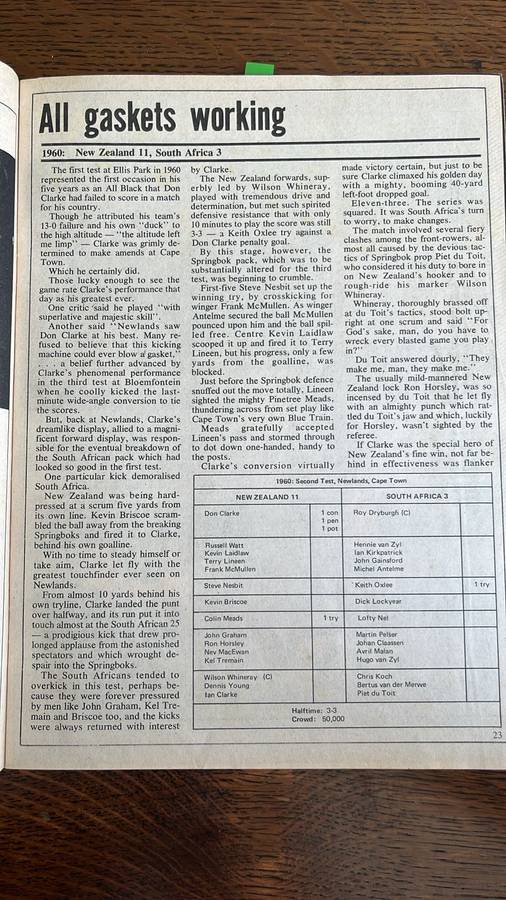 All gaskets working
1960: New Zealand 11, South Africa 3
The first test at Ellis Park in 1960
represented the first occasion in his
five years as an All Black that Don
Clarke had failed to score in a match
for his country.
Though he attributed his team's
13-0 failure and his own "duck" to
the high altitude — "the altitude left
me limp" — Clarke was grimly de-
termined to make amends at Cape
Town.
Which he certainly did.
Those lucky enough to see the
game rate Clarke's performance that
day as his greatest ever.
One critic said he played "with
superlative and majestic skill".
Another said "Newlands saw
Don Clarke at his best. Many re-
fused to believe that this kicking
machine could ever blow a gasket,"
. . . a belief further advanced by
Clarke's phenomenal performance
in the third test at Bloemfontein
when he coolly kicked the last-
minute wide-angle conversion to tie
the scores.
But, back at Newlands, Clarke's
dreamlike display, allied to a magni-
ficent forward display, was respon-
sible for the eventual breakdown of
the South African pack which had
looked so good in the first test.
One particular kick demoralised
South Africa.
New Zealand was being hard-
pressed at a scrum five yards from
its own line. Kevin Briscoe scram-
bled the ball away from the breaking
Springboks and fired it to Clarke,
behind his own goalline.
With no time to steady himself or
take aim, Clarke let fly with the
greatest touchfinder ever seen on
Newlands.
From almost 10 yards behind his
own tryline, Clarke landed the punt
over halfway, and its run put it into
touch almost at the South African 25
— a prodigious kick that drew pro-
longed applause from the astonished
spectators and which wrought de-
spair into the Springboks.
The South Africans tended to
overkick in this test, perhaps be-
cause they were forever pressured
by men like John Graham, Kel Tre-
main and Briscoe too, and the kicks
were always returned with interest
by Clarke.
The New Zealand forwards, sup-
erbly led by Wilson Whineray,
played with tremendous drive and
determination, but met such spirited
defensive resistance that with only
10 minutes to play the score was still
3-3 — a Keith Oxlee try against a
Don Clarke penalty goal.
By this stage, however, the
Springbok pack, which was to be
substantially altered for the third
test, was beginning to crumble.
First-five Steve Nesbit set up the
winning try, by crosskicking for
winger Frank McMullen. As winger
Antelme secured the ball McMullen
pounced upon him and the ball spil-
led free. Centre Kevin Laidlaw
scooped it up and fired it to Terry
Lineen, but his progress, only a few
yards from the goalline, was
blocked.
Just before the Springbok defence
snuffed out the move totally, Lineen
sighted the mighty Pinetree Meads,
thundering across from set play like
Cape Town's very own Blue Train.
Meads gratefully accepted
Lineen's pass and stormed through
to dot down one-handed, handy to
the posts.
Clarke's conversion virtually
made victory certain, but just to be
sure Clarke climaxed his golden day
with a mighty, booming 40-yard
left-foot dropped goal.
Eleven-three. The series was
squared. It was South Africa's turn
to worry, to make changes.
The match involved several fiery
clashes among the front-rowers, al-
most all caused by the devious tac-
tics of Springbok prop Piet du Toit,
who considered it his duty to bore in
on New Zealand's hooker and to
rough-ride his marker Wilson
Whineray.
Whineray, thoroughly brassed off
at du Toit's tactics, stood bolt up-
right at one scrum and said "For
God's sake, man, do you have to
wreck every blasted game you play
in?"
Du Toit answered dourly, "They
make me, man, they make me."
The usually mild-mannered New
Zealand lock Ron Horsley, was so
incensed by du Toit that he let fly
with an almighty punch which rat-
tled du Toit's jaw and which, luckily
for Horsley, wasn't sighted by the
referee.
If Clarke was the special hero of
New Zealand's fine win, not far be-
hind in effectiveness was flanker
1960: Second Test, Newlands, Cape Town
NEW ZEALAND 11 SOUTH AFRICA 3
Don Clarke 1 con Roy Dryburgh (C)
1 pen
1 pot
Russell Watt Hennie van Zyl
Kevin Laidlaw Ian Kirkpatrick
Terry Lineen John Gainsford
Frank McMullen Michel Antelme
Steve Nesbit Keith Oxlee 1 try
Kevin Briscoe Dick Lockyear
Colin Meads 1 try Lofty Nel
John Graham Martin Pelser
Ron Horsley Johan Claassen
Nev MacEwan Avril Malan
Kel Tremain Hugo van Zyl
Wilson Whineray (C) Chris Koch
Dennis Young Bertus van der Merwe
Ian Clarke Piet du Toit
Halftime: 3-3
Crowd: 50,000
23